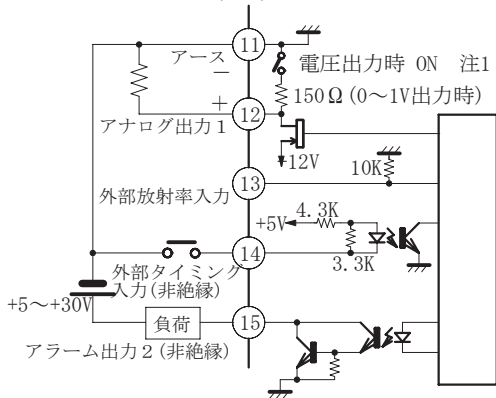 11
アース
−
電圧出力時 ON 注1
＋
12
150Ω(0～1V出力時)
アナログ出力1
-12V
10K
13
外部放射率入力
+5V
4.3K
14
3.3K
外部タイミング
入力(非絶縁)
+5～+30V
負荷
15
アラーム出力2(非絶縁)